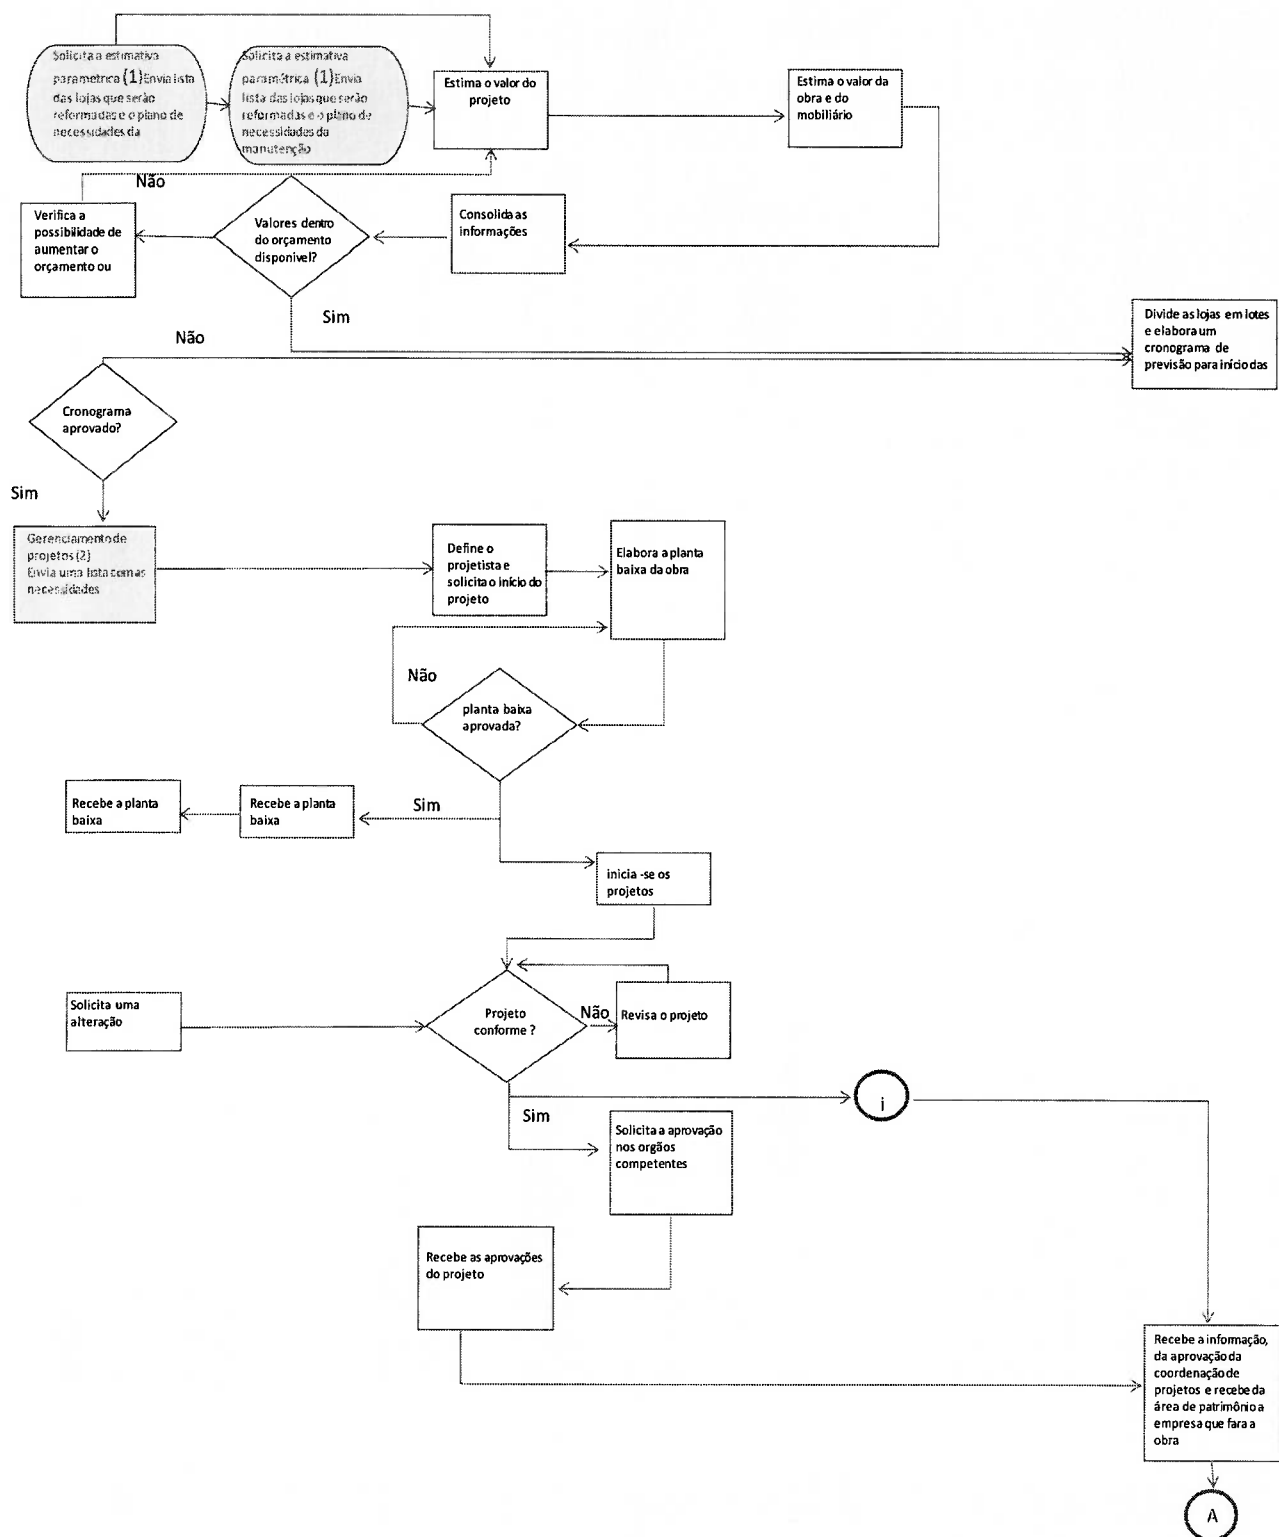 Solicita a estimativa
parametrica (1)Envia lista
das lojas que serão
reformadas e o plano de
necessidades da
Solicita a estimativa
paramétrica (1)Envia
lista das lojas que serão
reformadas e o plano de
necessidades da
manutenção
Estima o valor do
projeto
Estima o valor da
obra e do
mobiliário
Não
Verifica a
possibilidade de
aumentar o
orçamento ou
Valores dentro
do orçamento
disponivel?
Consolida as
informações
Sim
Não
Divide as lojas em lotes
e elabora um
cronograma de
previsão para início das
Cronograma
aprovado?
Sim
Gerenciamento de
projetos (2)
Envia uma lista com as
necessidades
Define o
projetista e
solicita o início do
projeto
Elabora a planta
baixa da obra
Não
planta baixa
aprovada?
Recebe a planta
baixa
Recebe a planta
baixa
Sim
inicia -se os
projetos
Solicita uma
alteração
Projeto
conforme ?
Não
Revisa o projeto
i
Sim
Solicita a aprovação
nos orgãos
competentes
Recebe as aprovações
do projeto
Recebe a informação,
da aprovação da
coordenação de
projetos e recebe da
área de patrimônio a
empresa que fara a
obra
A